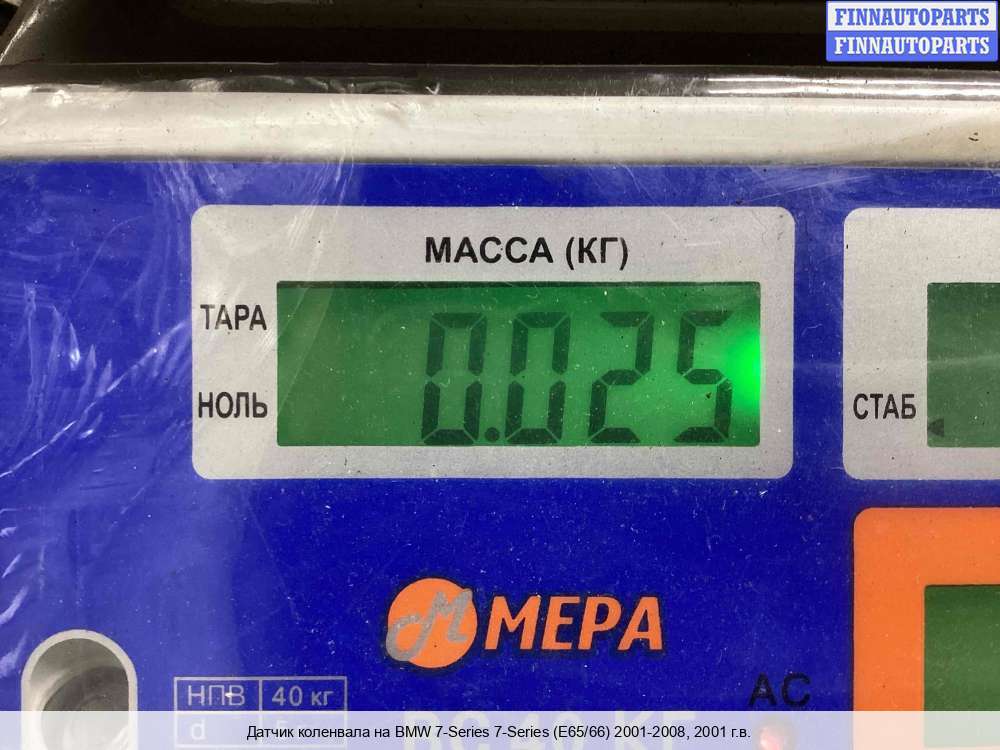 FINNAUTOPARTS
FINNAUTOPARTS
МАССА (КГ)
ТАРА
0.025
НОЛЬ
СТАБ
М МЕРА
НПВ 40 кг
АС
d
Датчик коленвала на BMW 7-Series 7-Series (E65/66) 2001-2008, 2001 г.в.